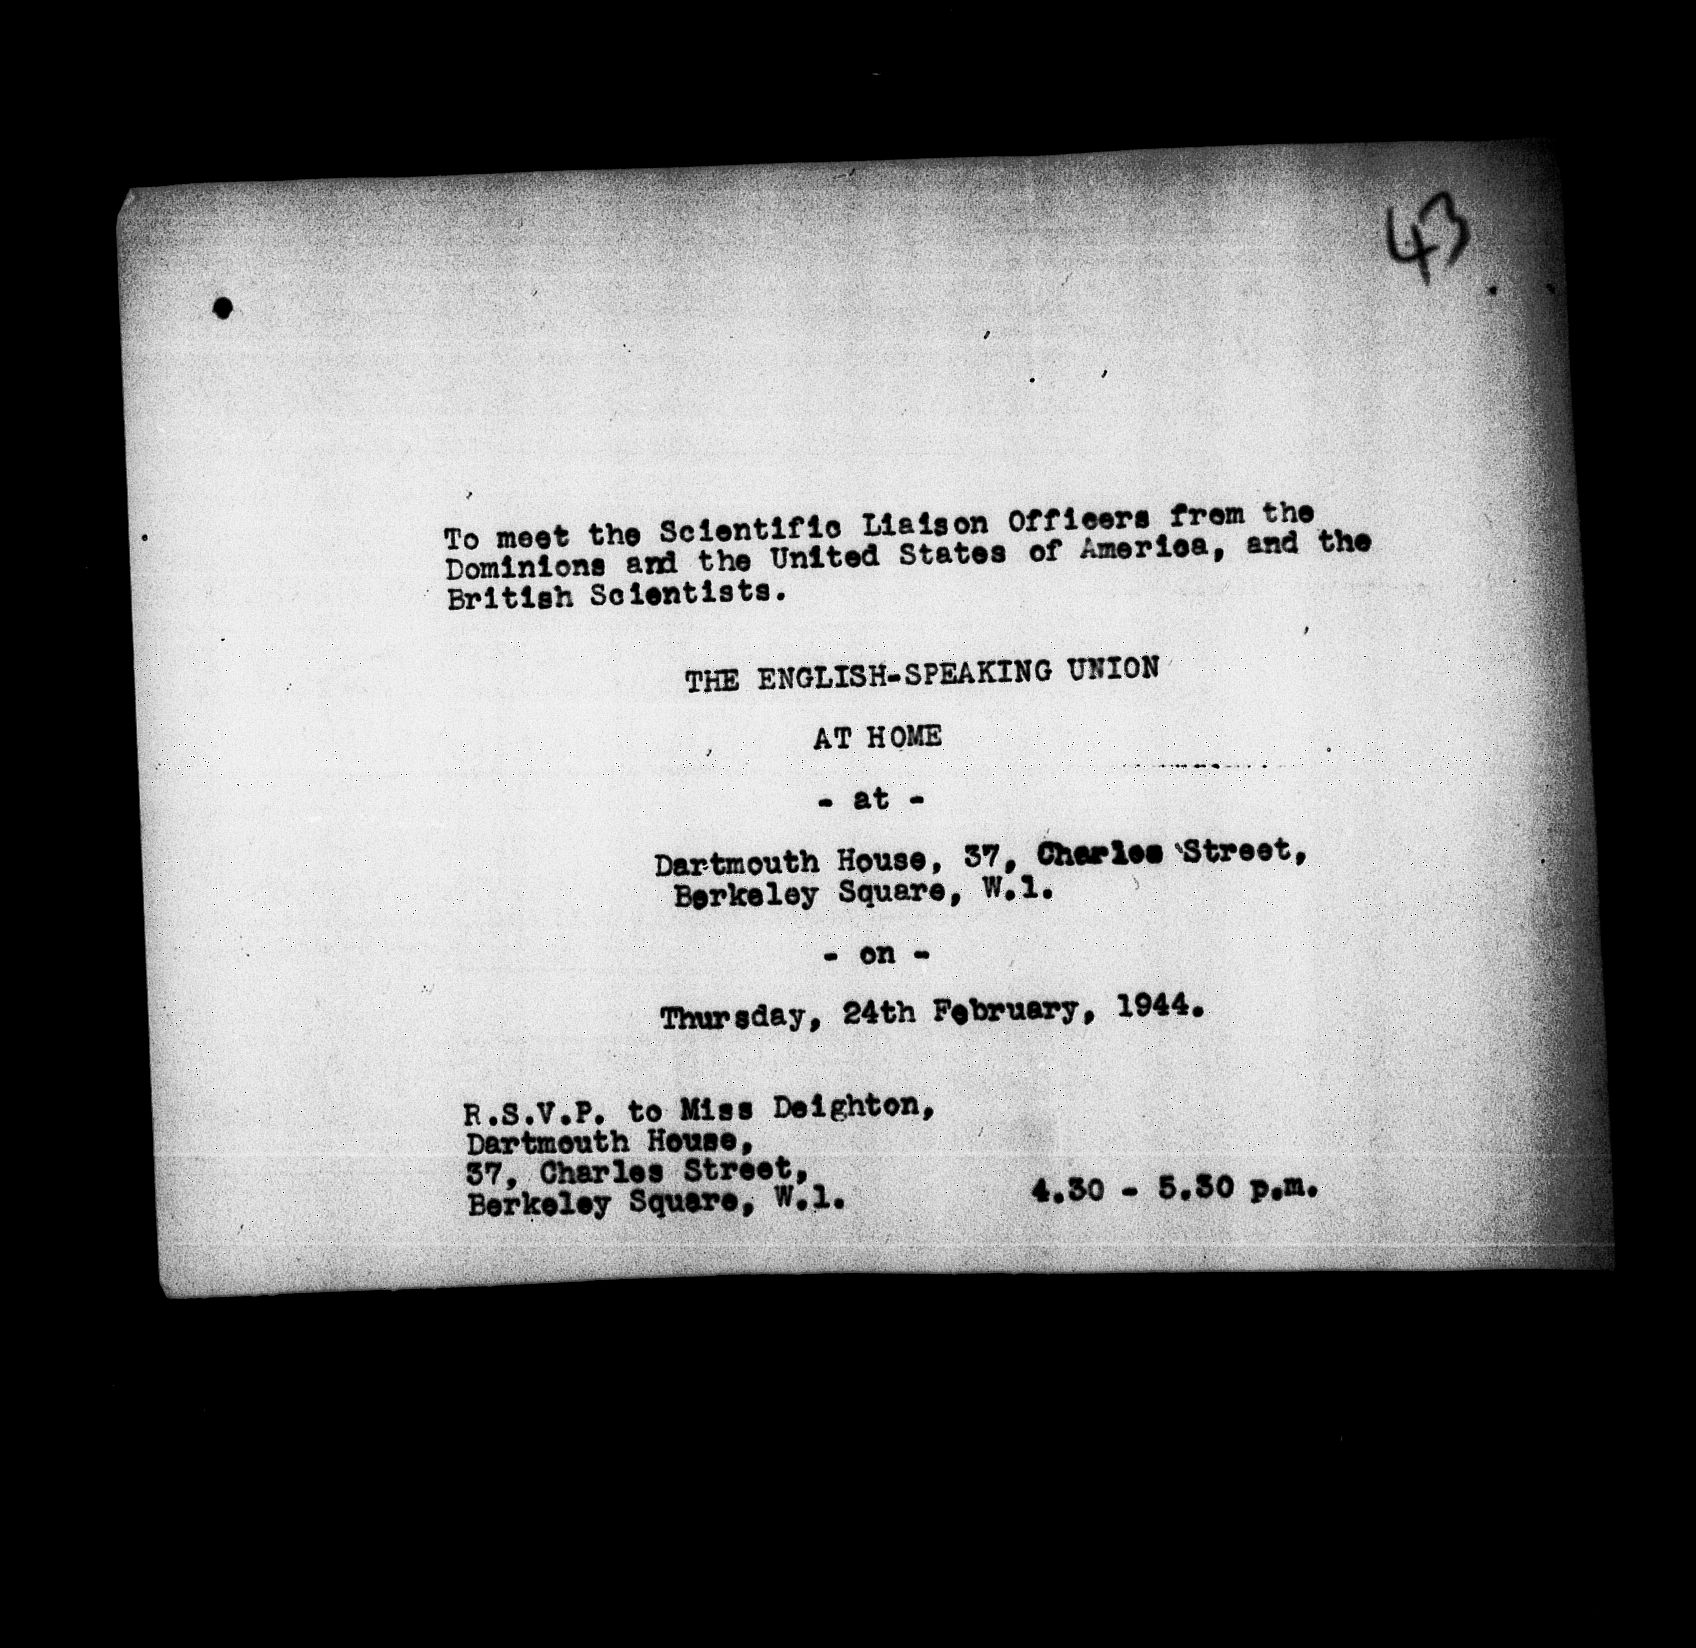 43
To meet the Scientific Liaison Officers from the
Dominions and the United States of America, and the
British Scientists.
THE ENGLISH-SPEAKING UNION
AT HOME
- at -
Dartmouth House, 37, Charles Street,
Berkeley Square, W.1.
- on -
Thursday, 24th February, 1944.
R.S.V.P. to Miss Deighton,
Dartmouth House,
37, Charles Street,
Berkeley Square, W.1.
4.30 - 5.30 p.m.